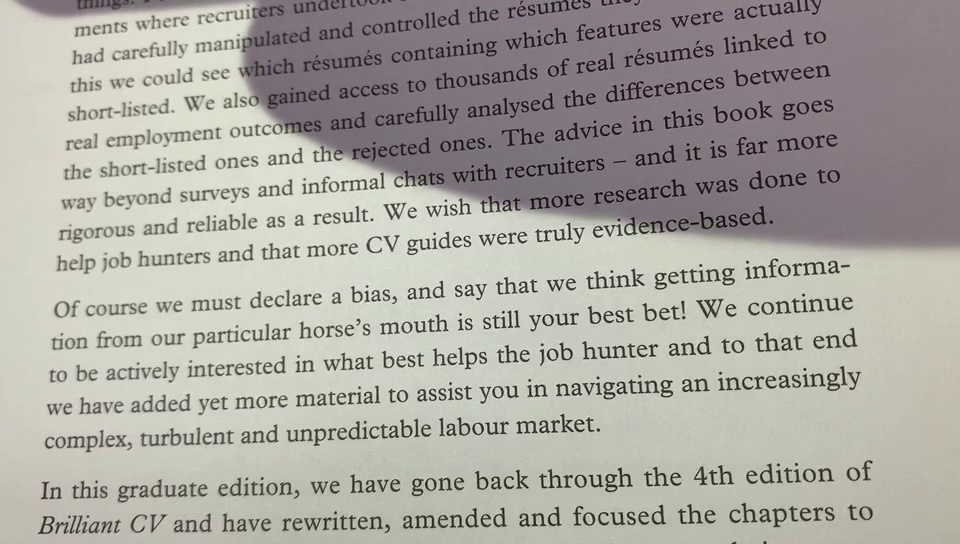 things.
ments where recruiters undertook
had carefully manipulated and controlled the résumés they
this we could see which résumés containing which features were actually
short-listed. We also gained access to thousands of real résumés linked to
real employment outcomes and carefully analysed the differences between
the short-listed ones and the rejected ones. The advice in this book goes
way beyond surveys and informal chats with recruiters – and it is far more
rigorous and reliable as a result. We wish that more research was done to
help job hunters and that more CV guides were truly evidence-based.
Of course we must declare a bias, and say that we think getting informa-
tion from our particular horse's mouth is still your best bet! We continue
to be actively interested in what best helps the job hunter and to that end
we have added yet more material to assist you in navigating an increasingly
complex, turbulent and unpredictable labour market.
In this graduate edition, we have gone back through the 4th edition of
Brilliant CV and have rewritten, amended and focused the chapters to